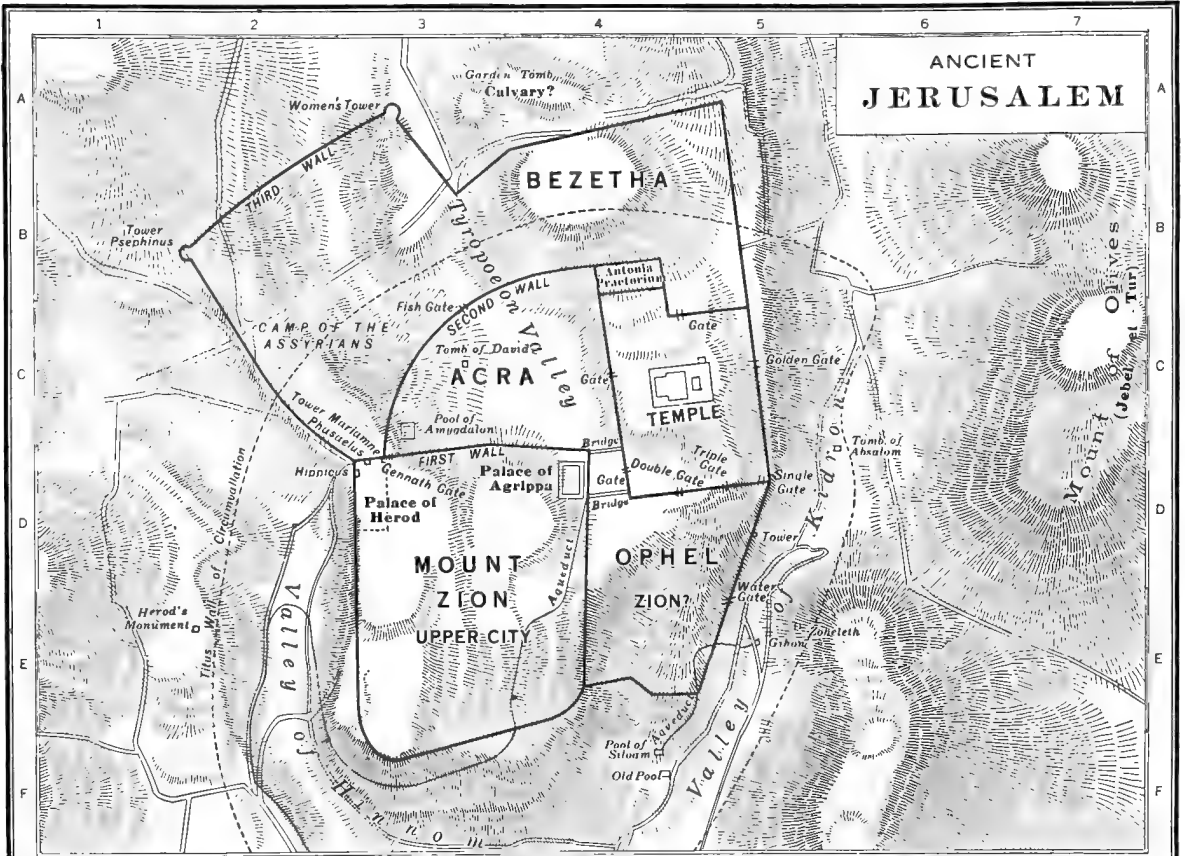 1 2 3 4 5 6 7
ANCIENT
JERUSALEM
A
A
Garden Tomb
Calvary?
Women's Tower
THIRD WALL
BEZETHA
Tyropoeon Valley
B
B
Tower
Psephinus
Antonia
Praetorium
Fish Gate
SECOND WALL
CAMP OF THE
ASSYRIANS
Gate
Mount of Olives
(Jebel et Tur)
Tomb of David
Golden Gate
C
C
ACRA
Gate
TEMPLE
Tower Mariamne
Phasaelus
Pool of
Amygdalon
Tomb of
Absalom
Bridge
Triple
Gate
Double Gate
FIRST WALL
Hippicus
Gennath Gate
Palace of
Agrippa
Gate
Single
Gate
Palace of
Herod
Bridge
D
D
Tower
Titus Wall of Circumvallation
Aqueduct
OPHEL
MOUNT
ZION
UPPER CITY
ZION?
Water
Gate
Herod's
Monument
Zoheleth
Gihon
E
E
Valley of Hinnom
Valley of Kidron
Aqueduct
Pool of
Siloam
Old Pool
F
F